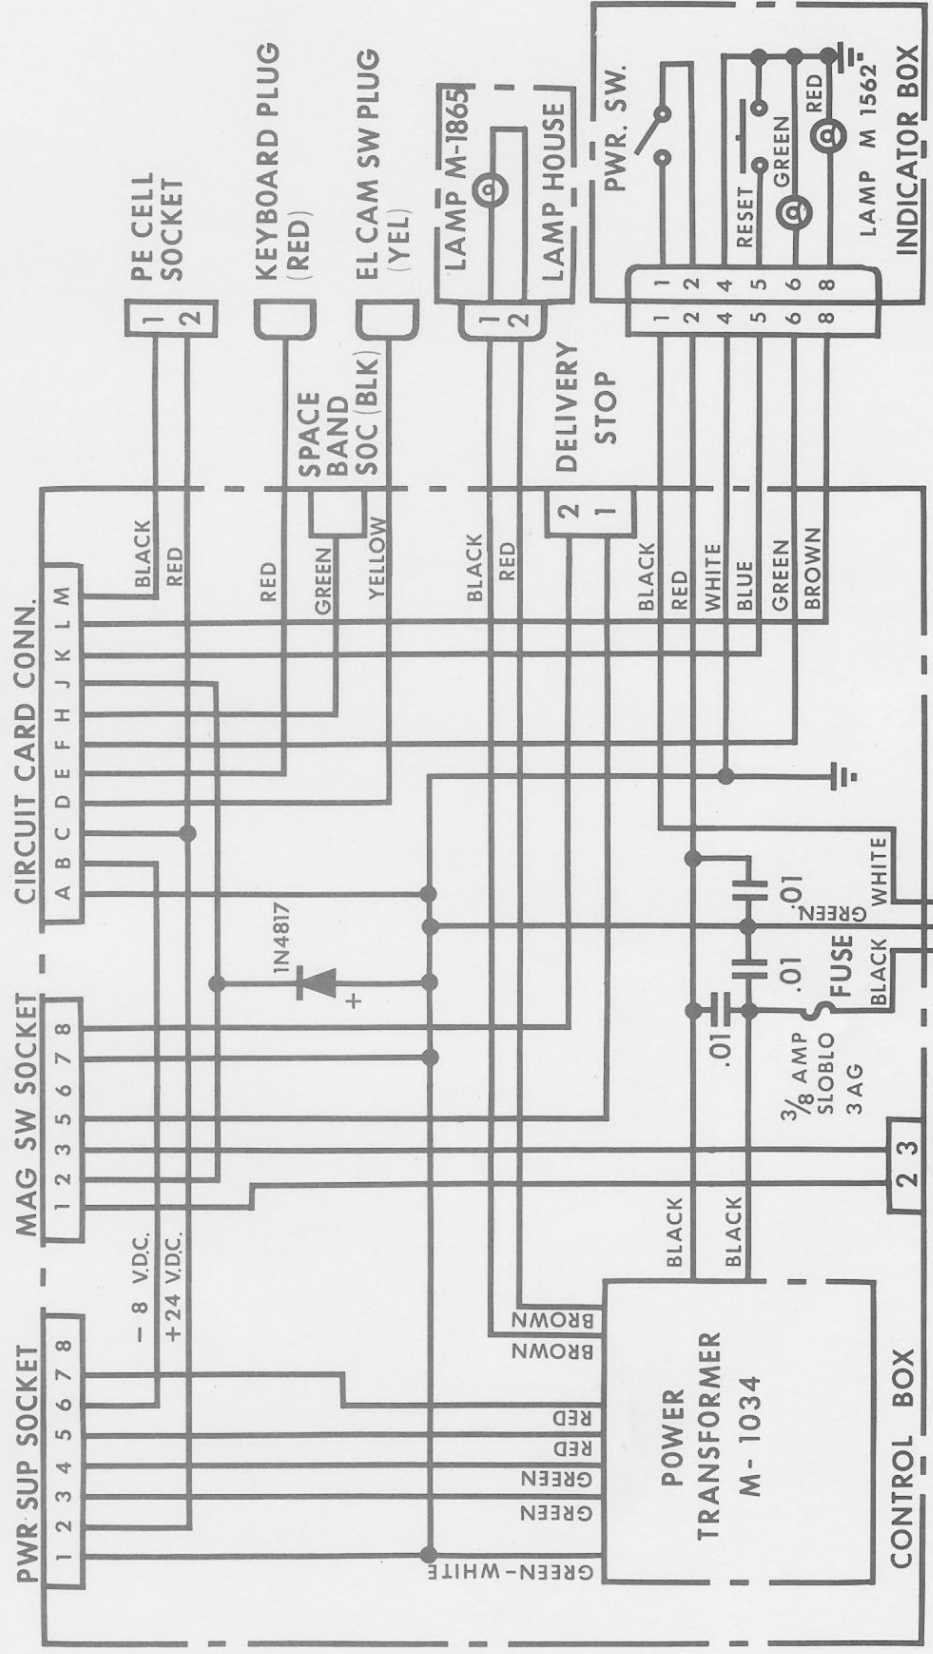 PWR SUP SOCKET
1 2 3 4 5 6 7 8
MAG SW SOCKET
1 2 3 5 6 7 8
CIRCUIT CARD CONN.
A B C D E F H J K L M
- 8 V.D.C.
+24 V.D.C.
1N4817
+
BLACK
RED
1
2
PE CELL
SOCKET
RED
KEYBOARD PLUG
(RED)
GREEN
SPACE
BAND
SOC (BLK)
YELLOW
EL CAM SW PLUG
(YEL)
BLACK
RED
1
2
LAMP M-1865
LAMP HOUSE
2
1
DELIVERY
STOP
BLACK
RED
WHITE
BLUE
GREEN
BROWN
1 1
2 2
4 4
5 5
6 6
8 8
PWR. SW.
RESET
GREEN
RED
LAMP M 1562
INDICATOR BOX
GREEN-WHITE
GREEN
GREEN
RED
RED
BROWN
BROWN
POWER
TRANSFORMER
M-1034
BLACK
BLACK
.01
.01
.01
3/8 AMP
SLOBLO
3 AG
FUSE
BLACK
GREEN
WHITE
2 3
CONTROL BOX